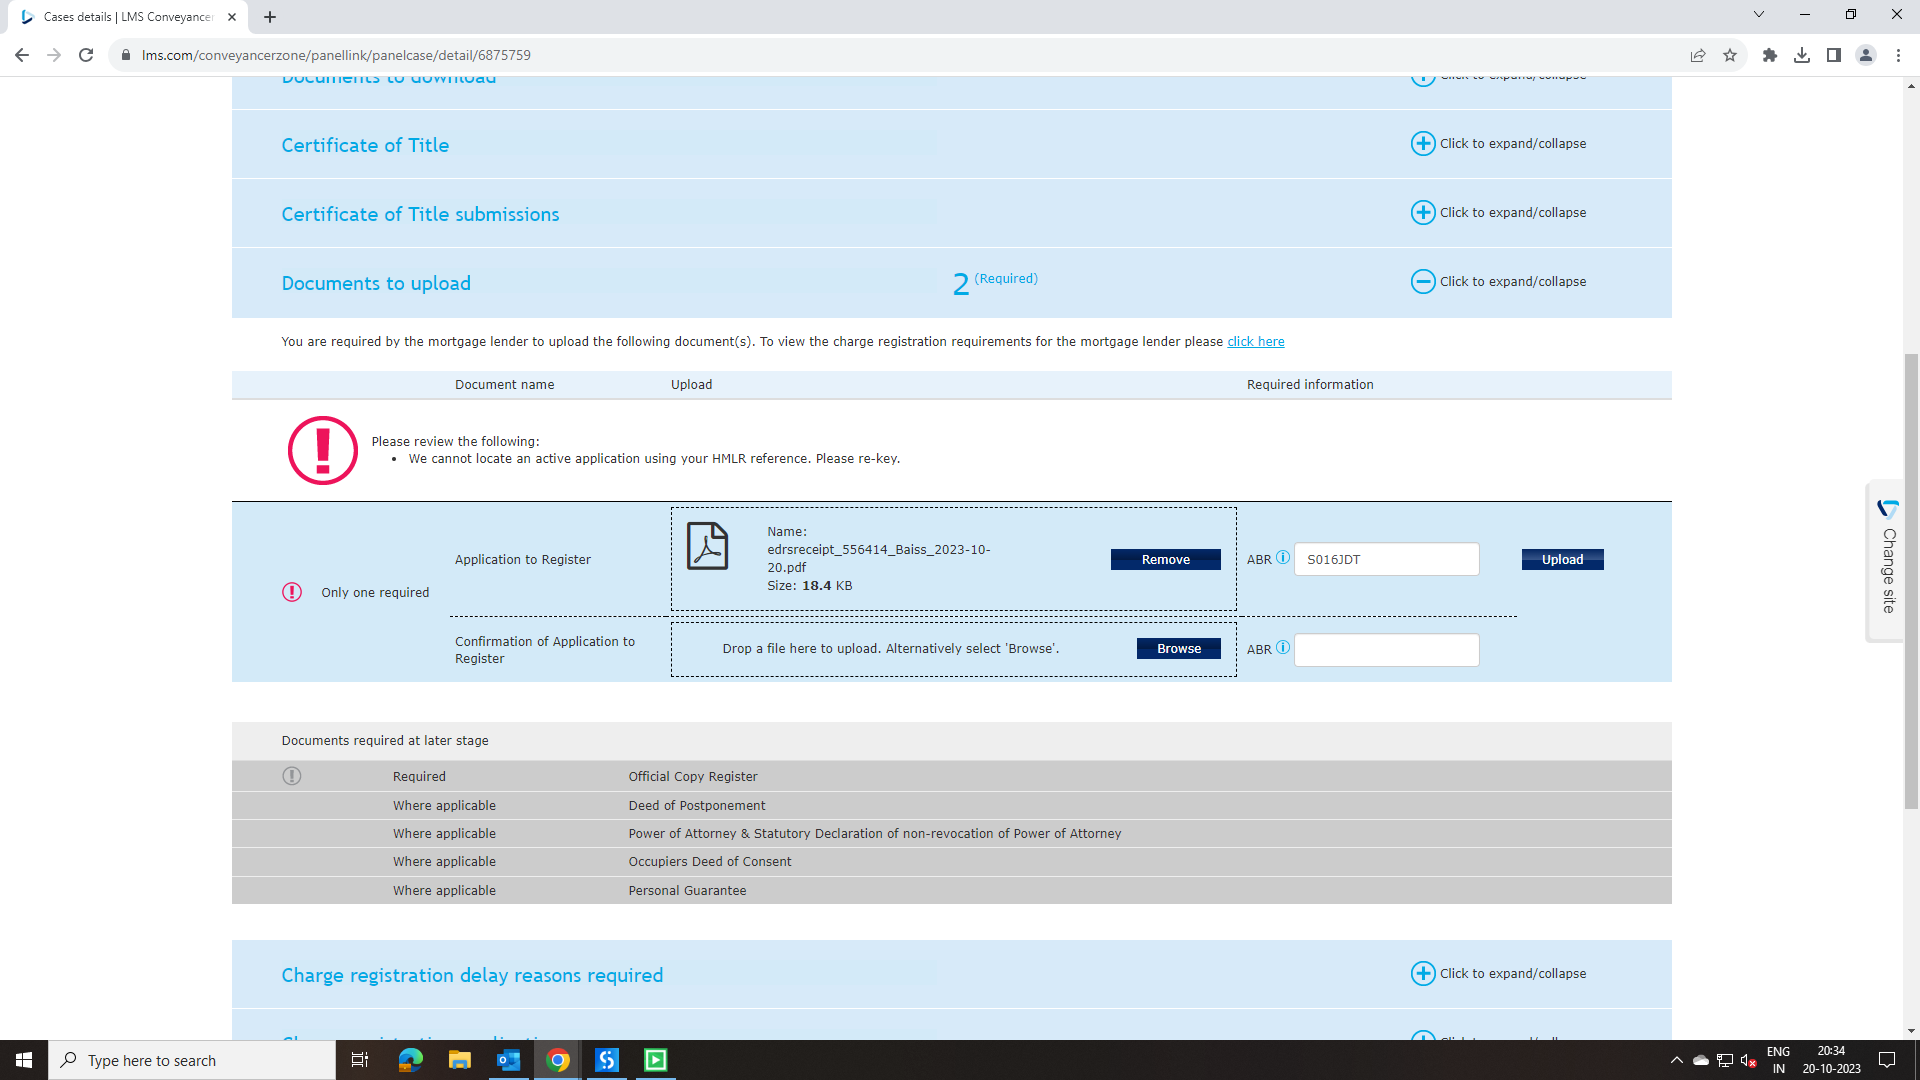 Cases details | LMS Conveyancer
lms.com/conveyancerzone/panellink/panelcase/detail/6875759
Documents to download
Click to expand/collapse
Certificate of Title
Click to expand/collapse
Certificate of Title submissions
Click to expand/collapse
Documents to upload 2 (Required)
Click to expand/collapse
You are required by the mortgage lender to upload the following document(s). To view the charge registration requirements for the mortgage lender please click here
Document name Upload Required information
Please review the following:
• We cannot locate an active application using your HMLR reference. Please re-key.
Only one required
Application to Register
Name:
edrsreceipt_556414_Baiss_2023-10-
20.pdf
Size: 18.4 KB
Remove
ABR S016JDT
Upload
Confirmation of Application to
Register
Drop a file here to upload. Alternatively select 'Browse'.
Browse
ABR
Documents required at later stage
Required Official Copy Register
Where applicable Deed of Postponement
Where applicable Power of Attorney & Statutory Declaration of non-revocation of Power of Attorney
Where applicable Occupiers Deed of Consent
Where applicable Personal Guarantee
Charge registration delay reasons required
Click to expand/collapse
Change site
Type here to search
ENG
IN
20:34
20-10-2023